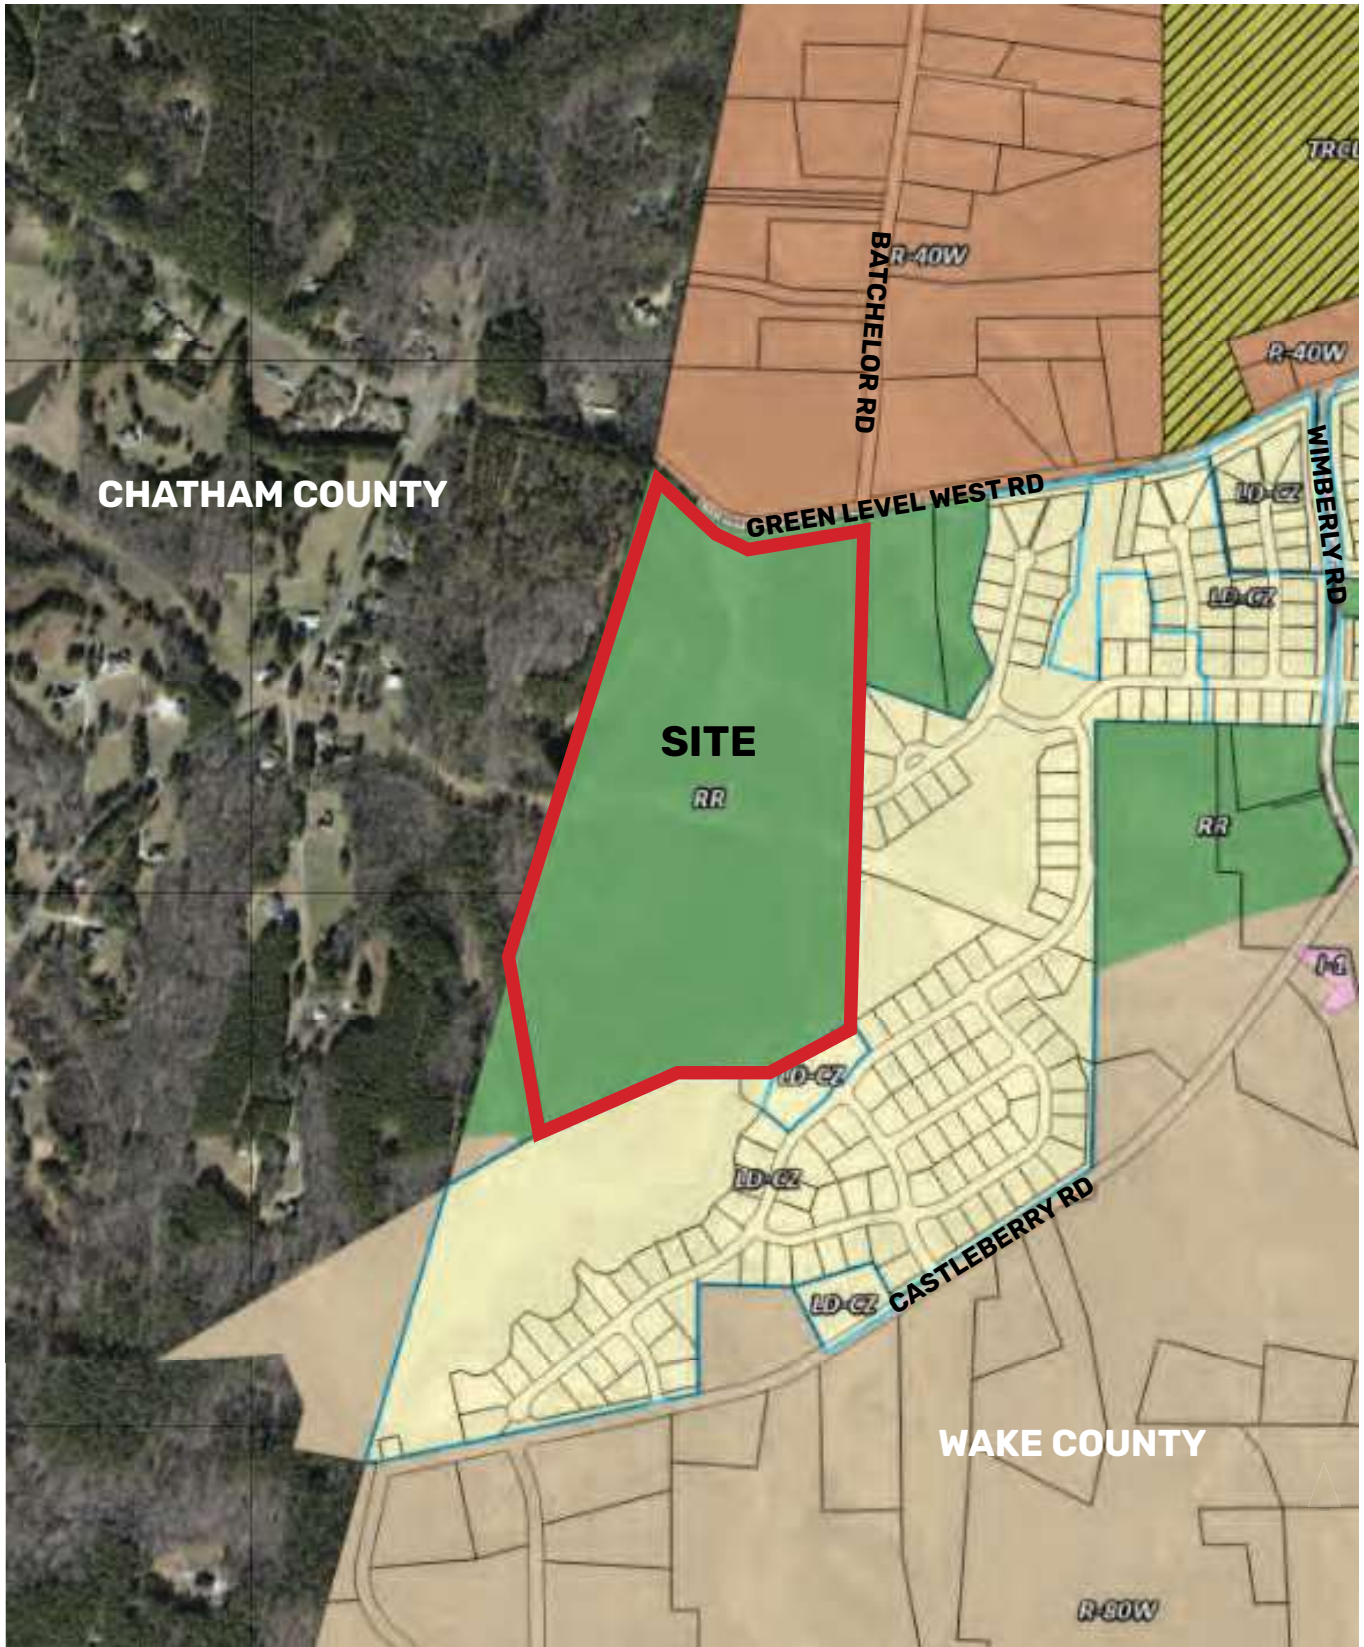 TRCL
R-40W
BATCHELOR RD
R-40W
WIMBERLY RD
CHATHAM COUNTY
GREEN LEVEL WEST RD
LD-CZ
LD-CZ
SITE
RR
RR
I-1
LD-CZ
LD-CZ
CASTLEBERRY RD
LD-CZ
WAKE COUNTY
R-80W